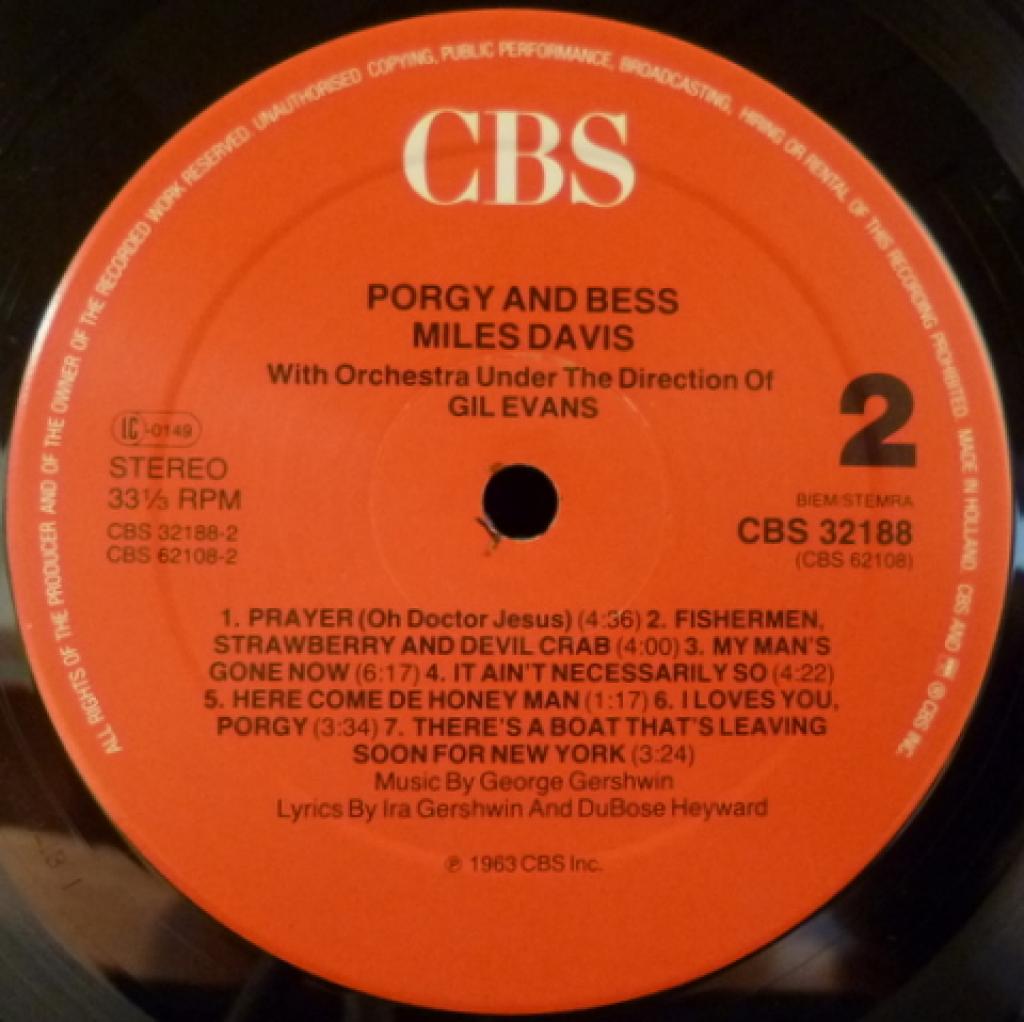 ALL RIGHTS OF THE PRODUCER AND OF THE OWNER OF THE RECORDED WORK RESERVED. UNAUTHORISED COPYING, PUBLIC PERFORMANCE, BROADCASTING, HIRING OR RENTAL OF THIS RECORDING PROHIBITED. MADE IN HOLLAND CBS AND ℗ © CBS INC.
CBS
PORGY AND BESS
MILES DAVIS
With Orchestra Under The Direction Of
GIL EVANS
LC-0149
STEREO
33⅓ RPM
CBS 32188-2
CBS 62108-2
2
BIEM/STEMRA
CBS 32188
(CBS 62108)
1. PRAYER (Oh Doctor Jesus) (4:36) 2. FISHERMEN,
STRAWBERRY AND DEVIL CRAB (4:00) 3. MY MAN'S
GONE NOW (6:17) 4. IT AIN'T NECESSARILY SO (4:22)
5. HERE COME DE HONEY MAN (1:17) 6. I LOVES YOU,
PORGY (3:34) 7. THERE'S A BOAT THAT'S LEAVING
SOON FOR NEW YORK (3:24)
Music By George Gershwin
Lyrics By Ira Gershwin And DuBose Heyward
℗ 1963 CBS Inc.